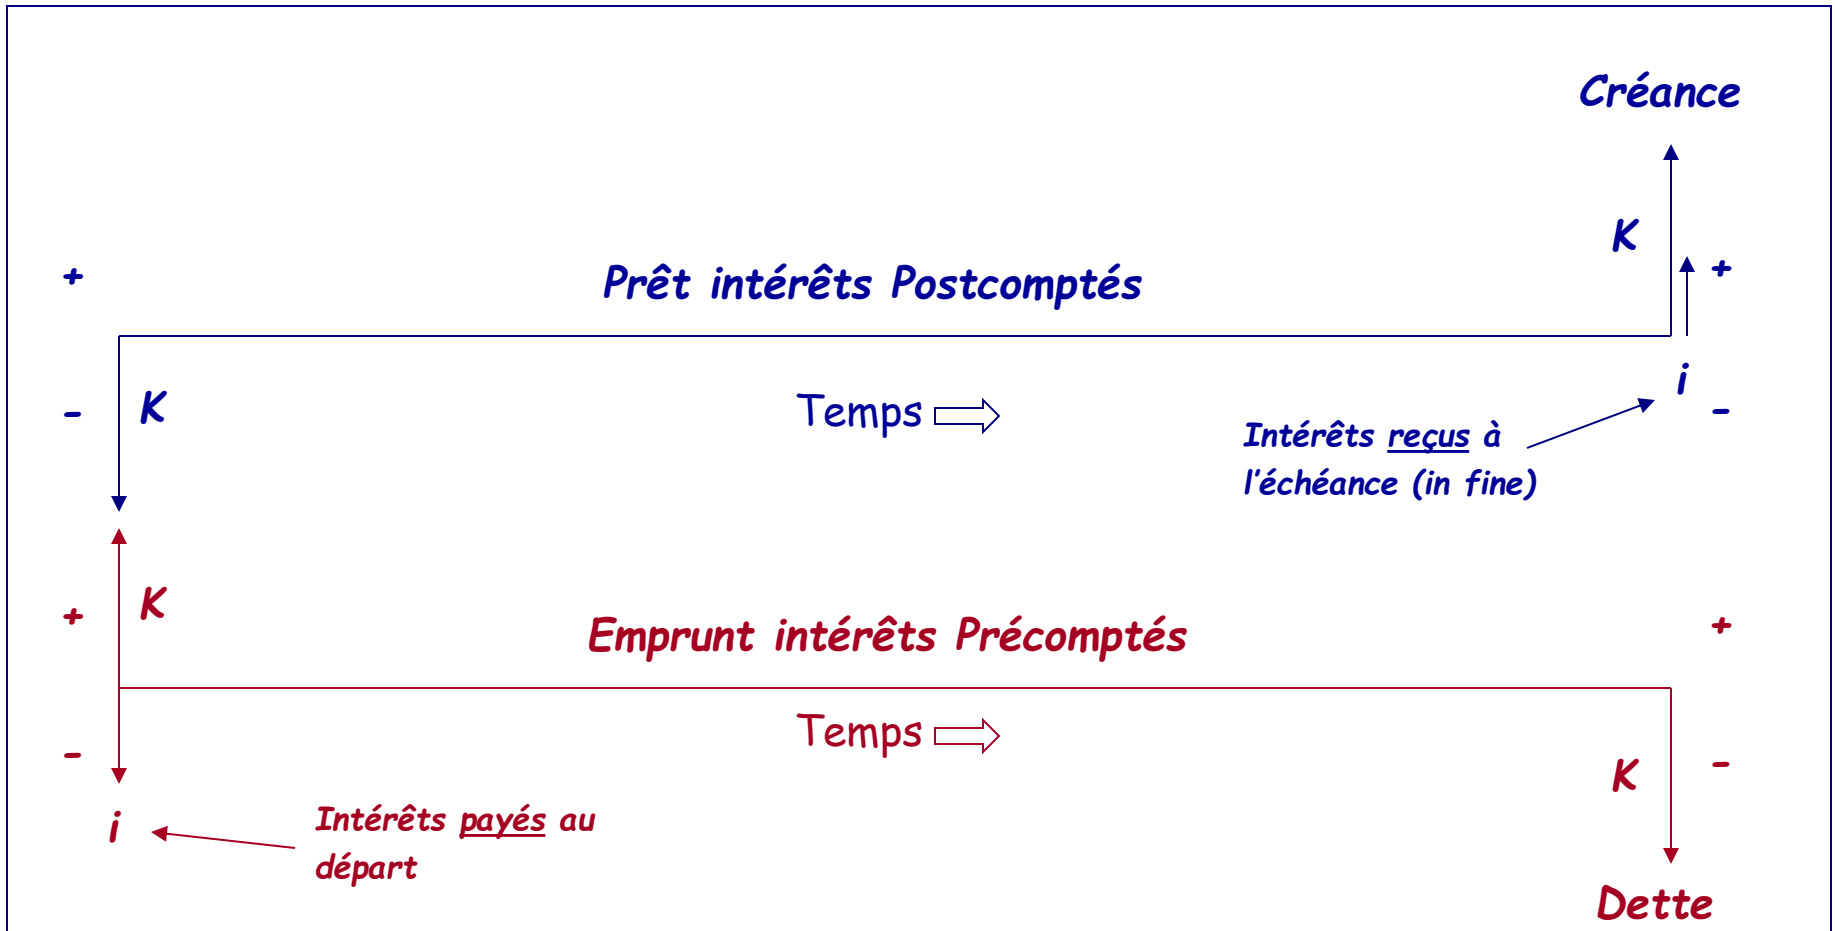 Créance
K
+
Prêt intérêts Postcomptés
+
-
K
Temps
i
-
Intérêts reçus à
l'échéance (in fine)
+
K
Emprunt intérêts Précomptés
+
-
Temps
K
-
i
Intérêts payés au
départ
Dette